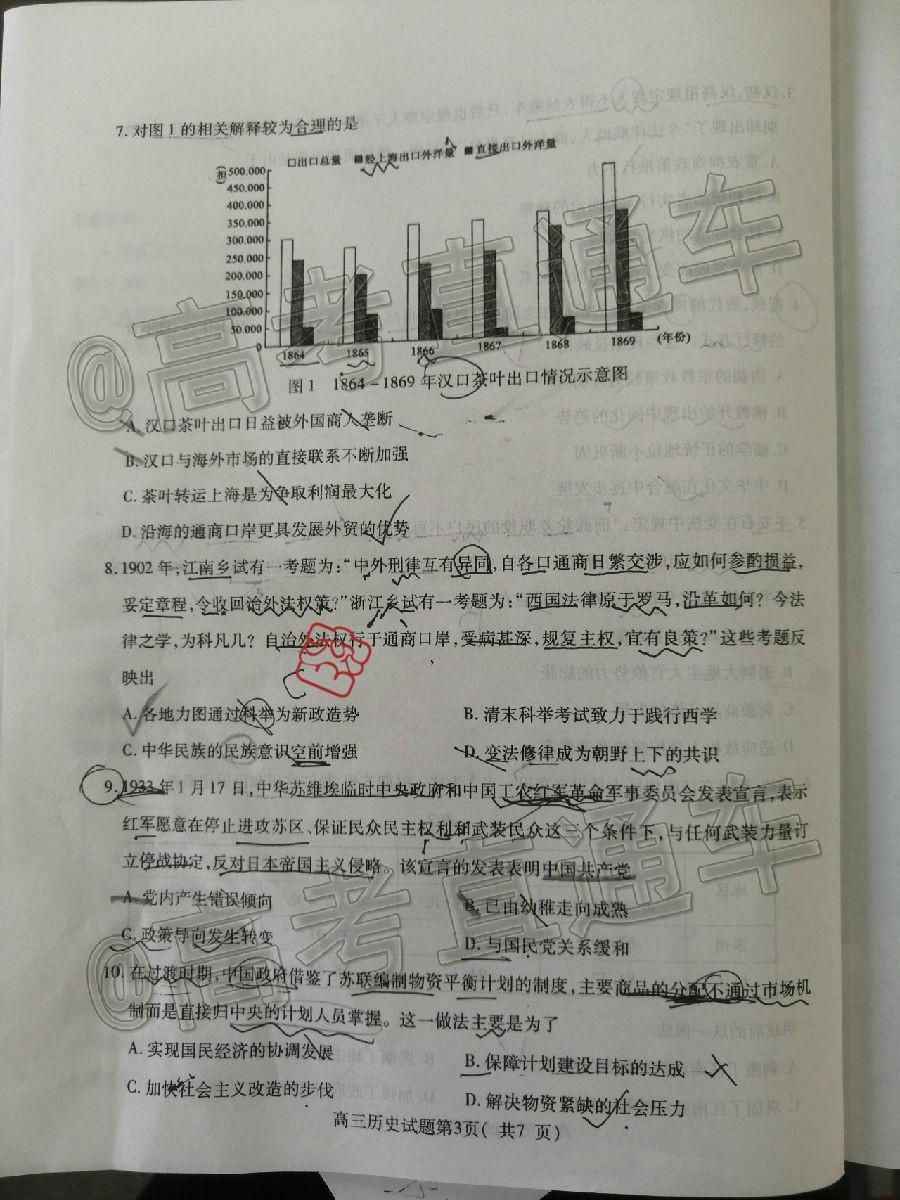 7. 对图1的相关解释较为合理的是
□出口总量 ■经上海出口外洋量 ■直接出口外洋量
(担)
500,000
450,000
400,000
350,000
300,000
250,000
200,000
150,000
100,000
50,000
0
1864 1865 1866 1867 1868 1869 (年份)
图1 1864-1869年汉口茶叶出口情况示意图
A. 汉口茶叶出口日益被外国商人垄断
B. 汉口与海外市场的直接联系不断加强
C. 茶叶转运上海是为争取利润最大化
D. 沿海的通商口岸更具发展外贸的优势
8. 1902年,江南乡试有一考题为:“中外刑律互有异同,自各口通商日繁交涉,应如何参酌损益,
妥定章程,令收回治外法权策?”浙江乡试有一考题为:“西国法律原于罗马,沿革如何?今法
律之学,为科凡几?自治外法权行于通商口岸,受病甚深,规复主权,宜有良策?”这些考题反
映出
A. 各地力图通过科举为新政造势 B. 清末科举考试致力于践行西学
C. 中华民族的民族意识空前增强 D. 变法修律成为朝野上下的共识
9. 1933年1月17日,中华苏维埃临时中央政府和中国工农红军革命军事委员会发表宣言,表示
红军愿意在停止进攻苏区、保证民众民主权利和武装民众这三个条件下,与任何武装力量订
立停战协定,反对日本帝国主义侵略。该宣言的发表表明中国共产党
A. 党内产生错误倾向 B. 已由幼稚走向成熟
C. 政策导向发生转变 D. 与国民党关系缓和
10. 在过渡时期,中国政府借鉴了苏联编制物资平衡计划的制度,主要商品的分配不通过市场机
制而是直接归中央的计划人员掌握。这一做法主要是为了
A. 实现国民经济的协调发展 B. 保障计划建设目标的达成
C. 加快社会主义改造的步伐 D. 解决物资紧缺的社会压力
高三历史试题第3页(共7页)
@高考直通车
@高考直通车